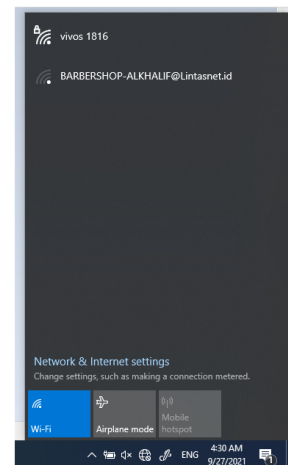 vivos 1816
BARBERSHOP-ALKHALIF@Lintasnet.id
Network & Internet settings
Change settings, such as making a connection metered.
Wi-Fi
Airplane mode
Mobile
hotspot
ENG
4:30 AM
9/27/2021
1